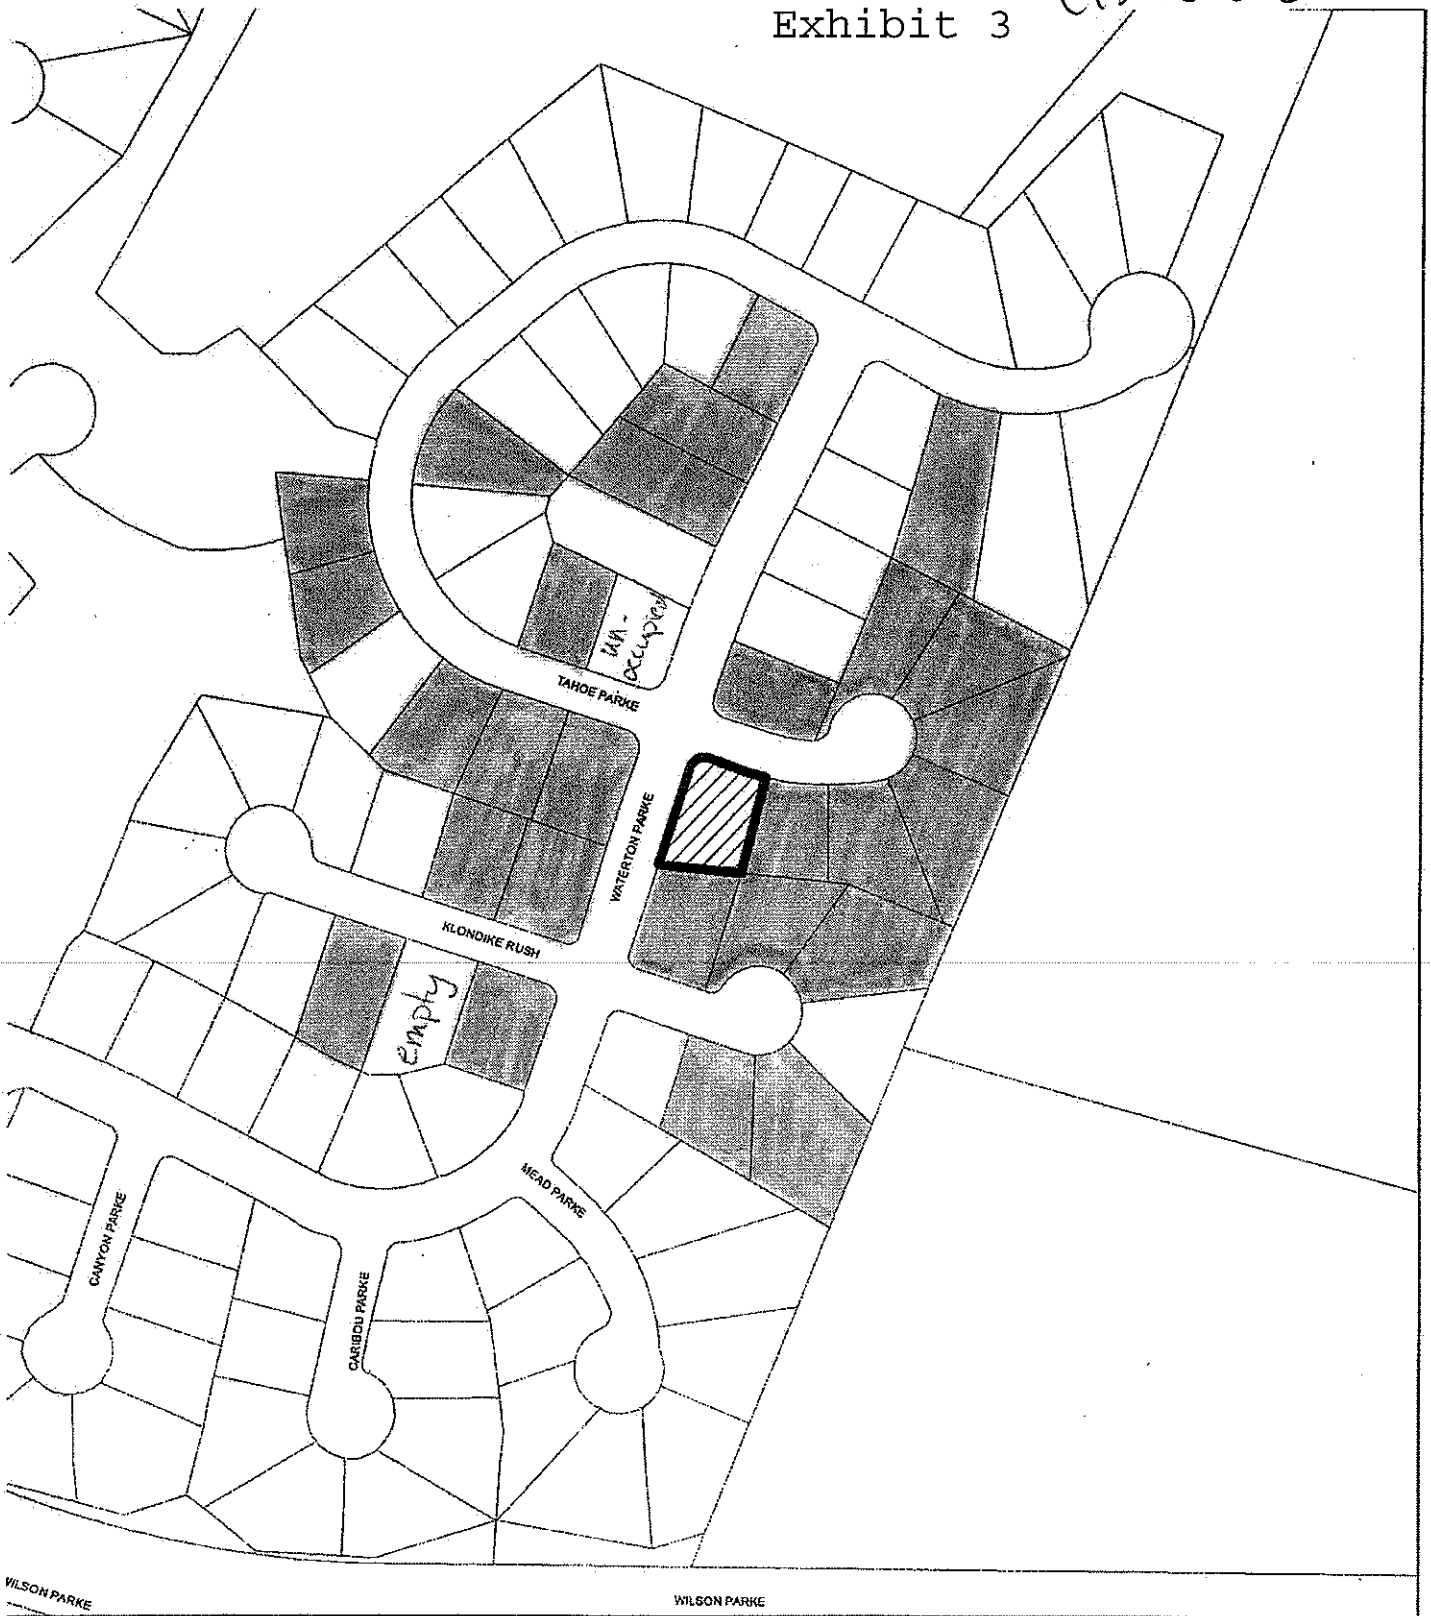 Exhibit 3
un-
occupied
TAHOE PARKE
WATERTON PARKE
KLONDIKE RUSH
empty
MEAD PARKE
CANYON PARKE
CARIBOU PARKE
WILSON PARKE
WILSON PARKE